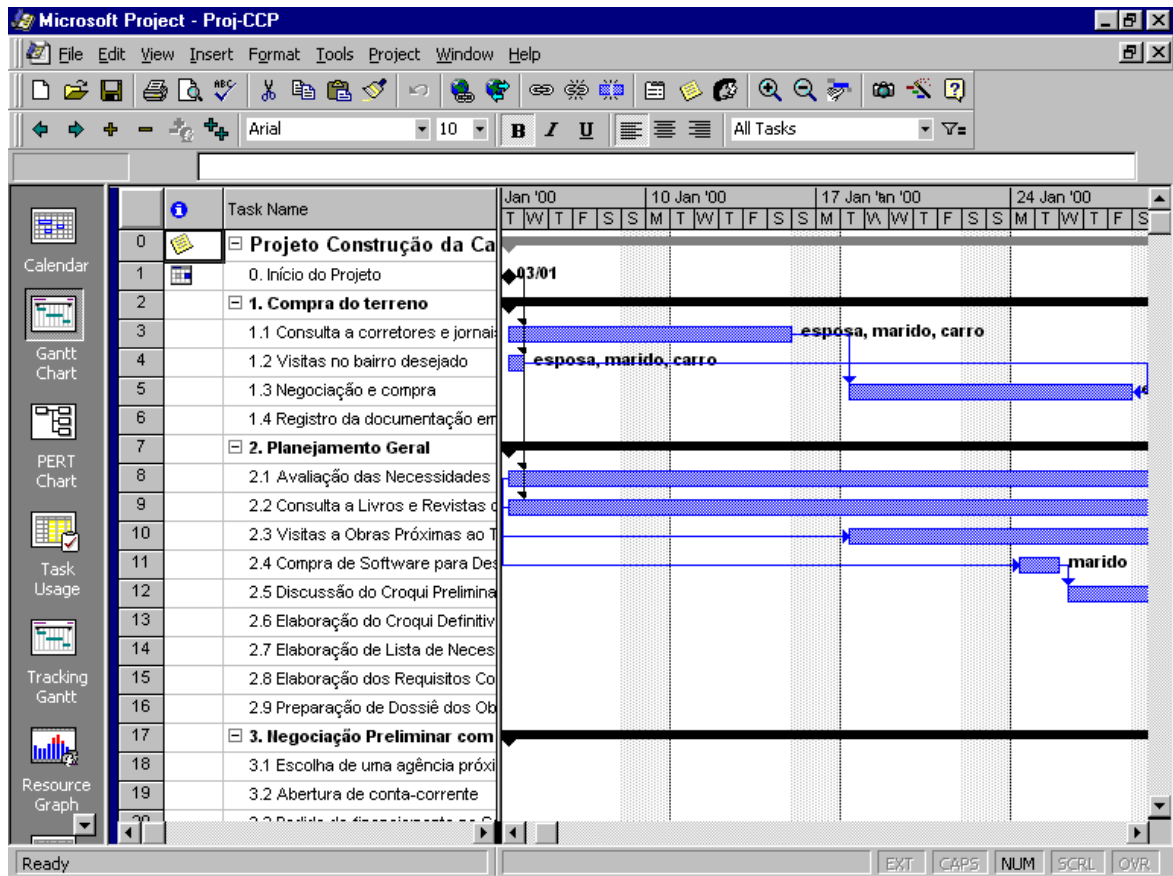 Microsoft Project - Proj-CCP
File Edit View Insert Format Tools Project Window Help
ABC
Arial 10 B I U All Tasks
Task Name
Jan '00 10 Jan '00 17 Jan 'an '00 24 Jan '00
T W T F S S M T W T F S S M T W T F S S M T W T F S
Calendar
Gantt Chart
PERT Chart
Task Usage
Tracking Gantt
Resource Graph
0 Projeto Construção da Ca
1 0. Início do Projeto 03/01
2 1. Compra do terreno
3 1.1 Consulta a corretores e jornai esposa, marido, carro
4 1.2 Visitas no bairro desejado esposa, marido, carro
5 1.3 Negociação e compra
6 1.4 Registro da documentação em
7 2. Planejamento Geral
8 2.1 Avaliação das Necessidades
9 2.2 Consulta a Livros e Revistas
10 2.3 Visitas a Obras Próximas ao T
11 2.4 Compra de Software para Des marido
12 2.5 Discussão do Croqui Prelimina
13 2.6 Elaboração do Croqui Definitiv
14 2.7 Elaboração de Lista de Neces
15 2.8 Elaboração dos Requisitos Co
16 2.9 Preparação de Dossiê dos Ob
17 3. Negociação Preliminar com
18 3.1 Escolha de uma agência próxi
19 3.2 Abertura de conta-corrente
Ready EXT CAPS NUM SCRL OVR